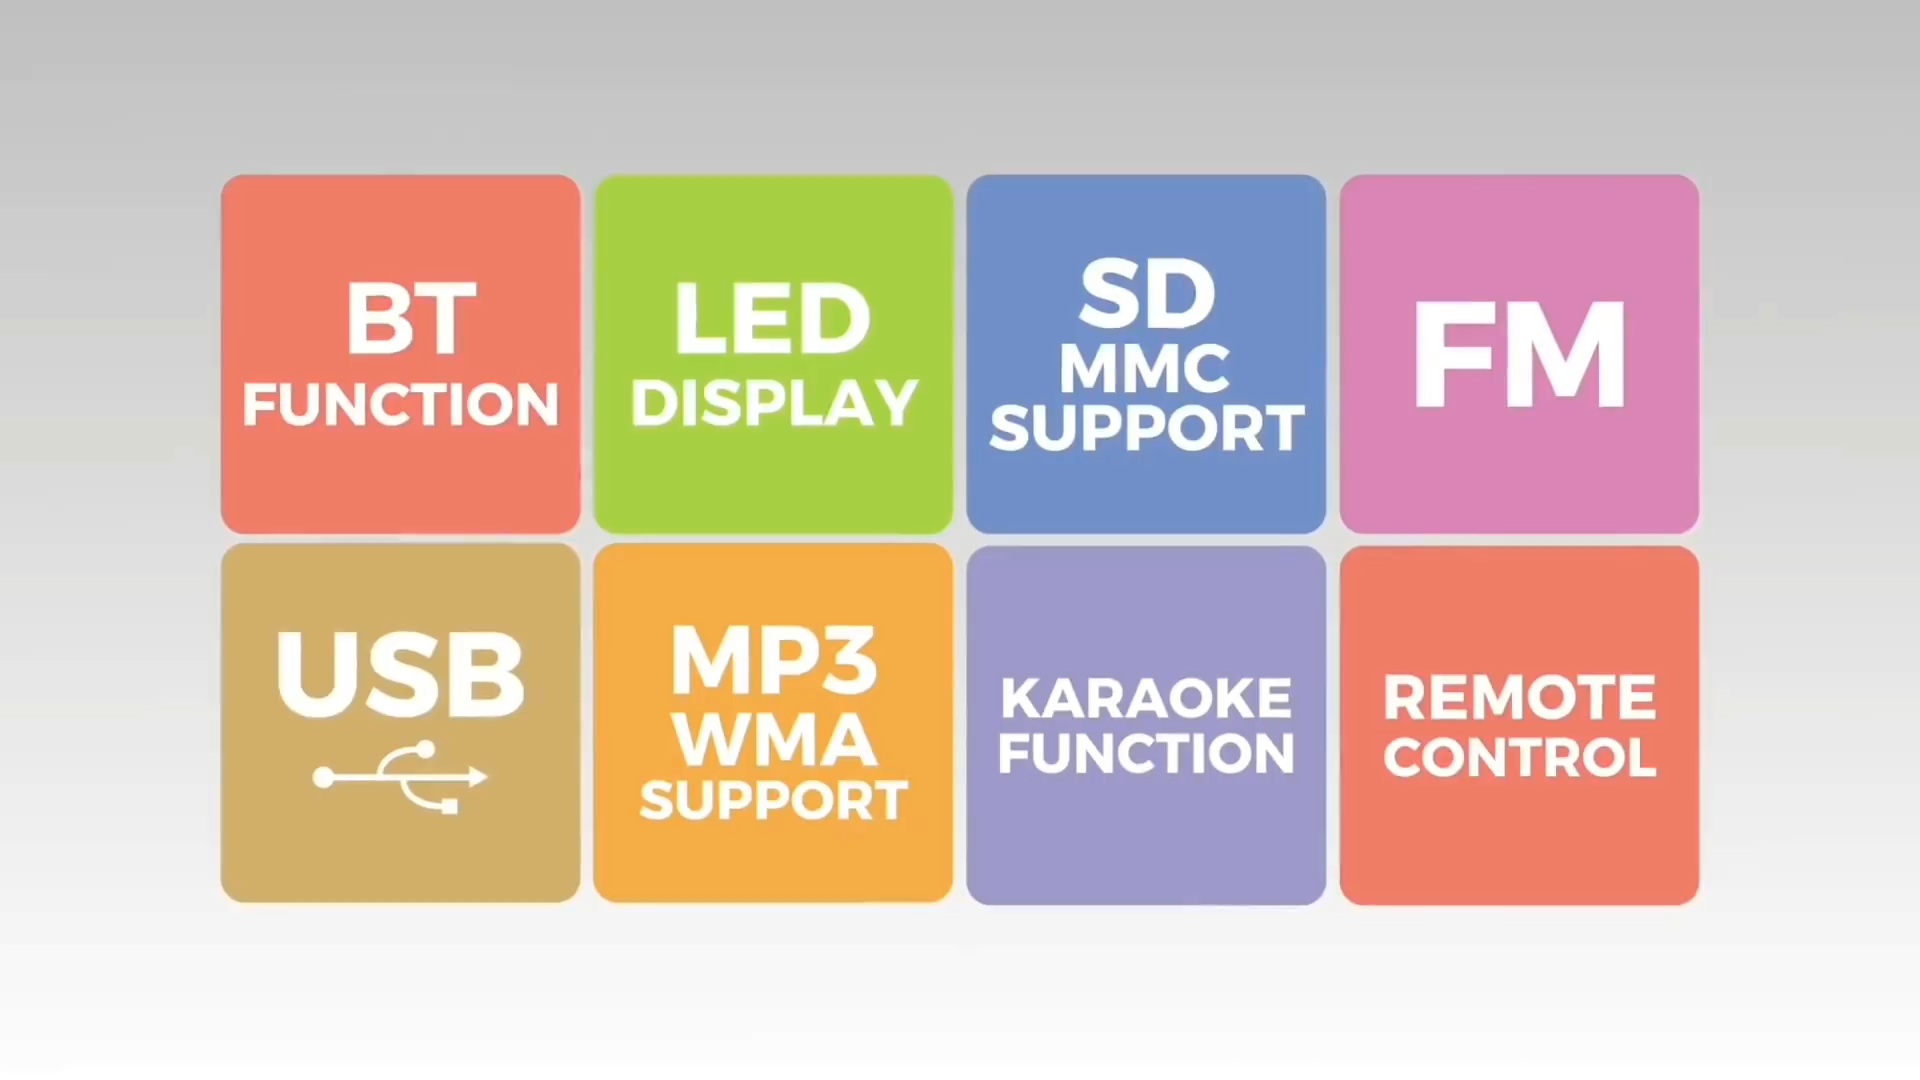 BT
FUNCTION
LED
DISPLAY
SD
MMC
SUPPORT
FM
USB
MP3
WMA
SUPPORT
KARAOKE
FUNCTION
REMOTE
CONTROL